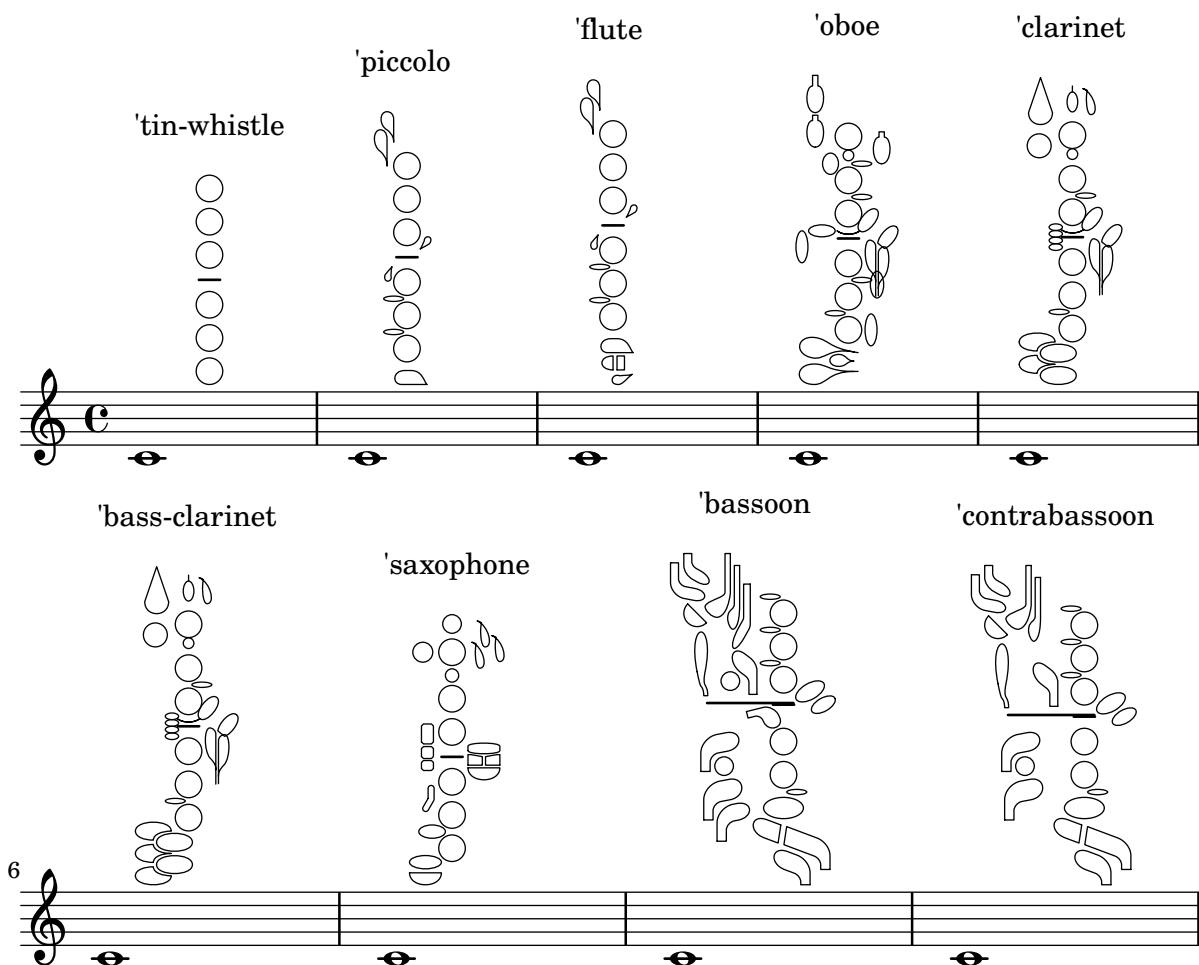 'tin-whistle
'piccolo
'flute
'oboe
'clarinet
'bass-clarinet
'saxophone
'bassoon
'contrabassoon
6